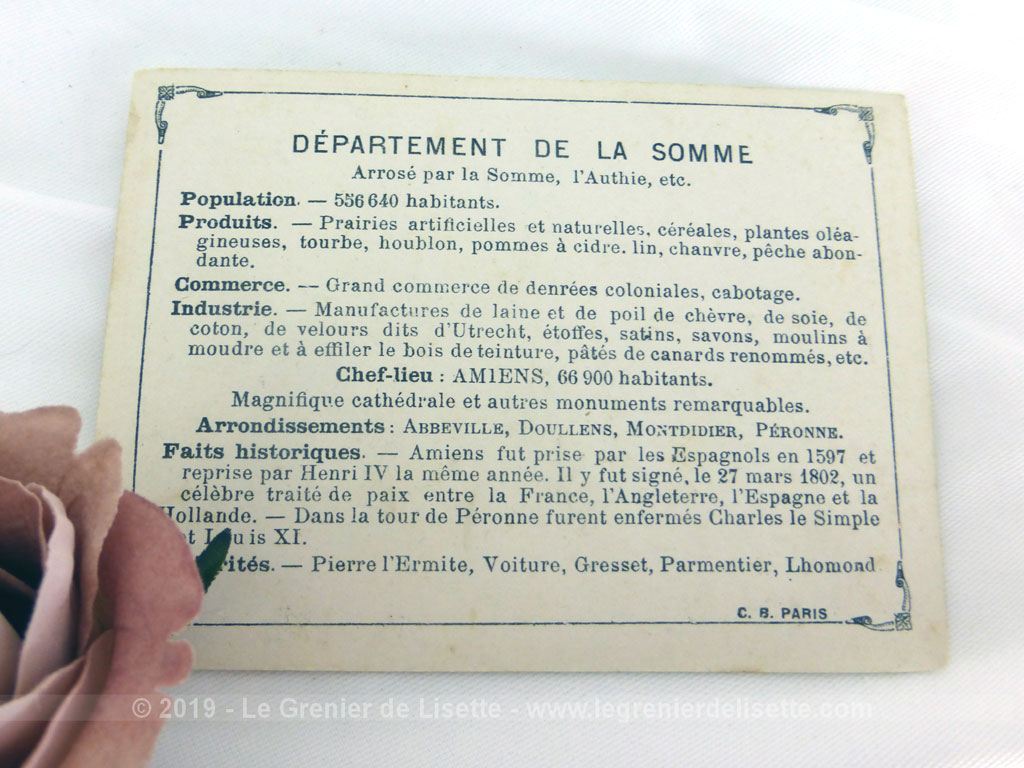 DÉPARTEMENT DE LA SOMME
Arrosé par la Somme, l'Authie, etc.
Population. — 556 640 habitants.
Produits. — Prairies artificielles et naturelles, céréales, plantes oléa-
gineuses, tourbe, houblon, pommes à cidre. lin, chanvre, pêche abon-
dante.
Commerce. — Grand commerce de denrées coloniales, cabotage.
Industrie. — Manufactures de laine et de poil de chèvre, de soie, de
coton, de velours dits d'Utrecht, étoffes, satins, savons, moulins à
moudre et à effiler le bois de teinture, pâtés de canards renommés, etc.
Chef-lieu : AMIENS, 66 900 habitants.
Magnifique cathédrale et autres monuments remarquables.
Arrondissements : ABBEVILLE, DOULLENS, MONTDIDIER, PÉRONNE.
Faits historiques. — Amiens fut prise par les Espagnols en 1597 et
reprise par Henri IV la même année. Il y fut signé, le 27 mars 1802, un
célèbre traité de paix entre la France, l'Angleterre, l'Espagne et la
Hollande. — Dans la tour de Péronne furent enfermés Charles le Simple
et Louis XI.
rités. — Pierre l'Ermite, Voiture, Gresset, Parmentier, Lhomond
C. B. PARIS
© 2019 - Le Grenier de Lisette - www.legrenierdelisette.com